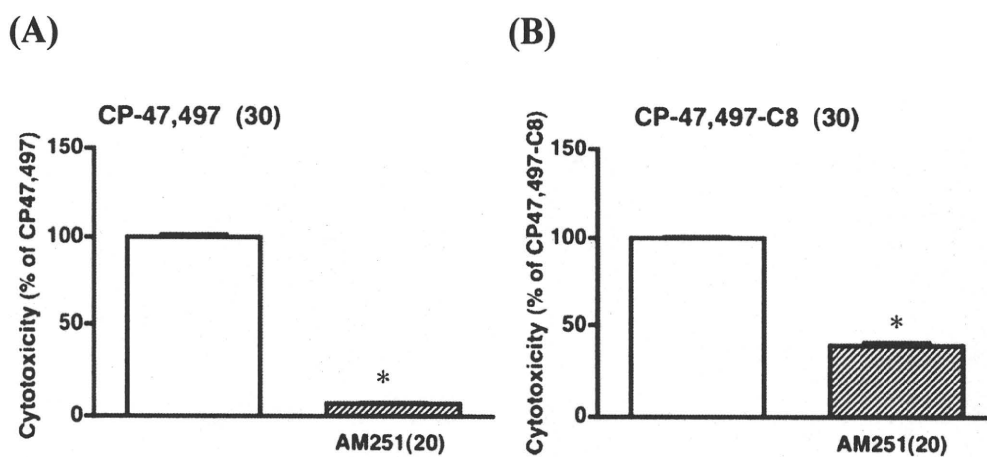 (A)
CP-47,497 (30)
Cytotoxicity (% of CP47,497)
150
100
50
0
*
AM251(20)
(B)
CP-47,497-C8 (30)
Cytotoxicity (% of CP47,497-C8)
150
100
50
0
*
AM251(20)